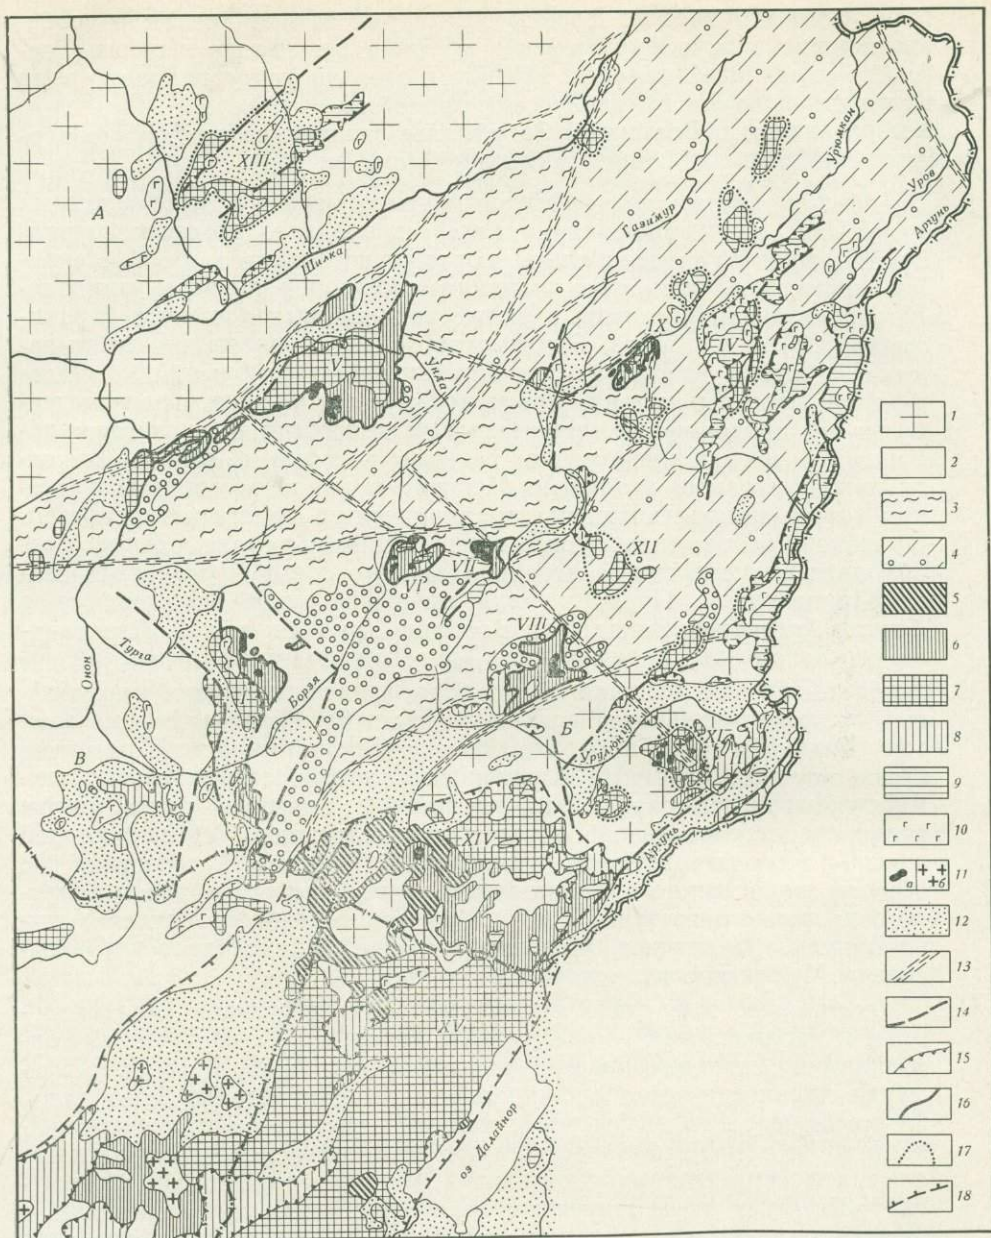 XIII
А
Шилка
Газимур
Урюмкан
Уров
Аргунь
IX
IV
V
Унда
III
1
2
3
4
5
6
7
8
9
10
11
а
б
12
13
14
15
16
17
18
VI
VII
XII
VIII
Турга
Онон
Борзя
В
Б
Урулюнгуй
XI
Аргунь
XIV
XV
оз Далайнор